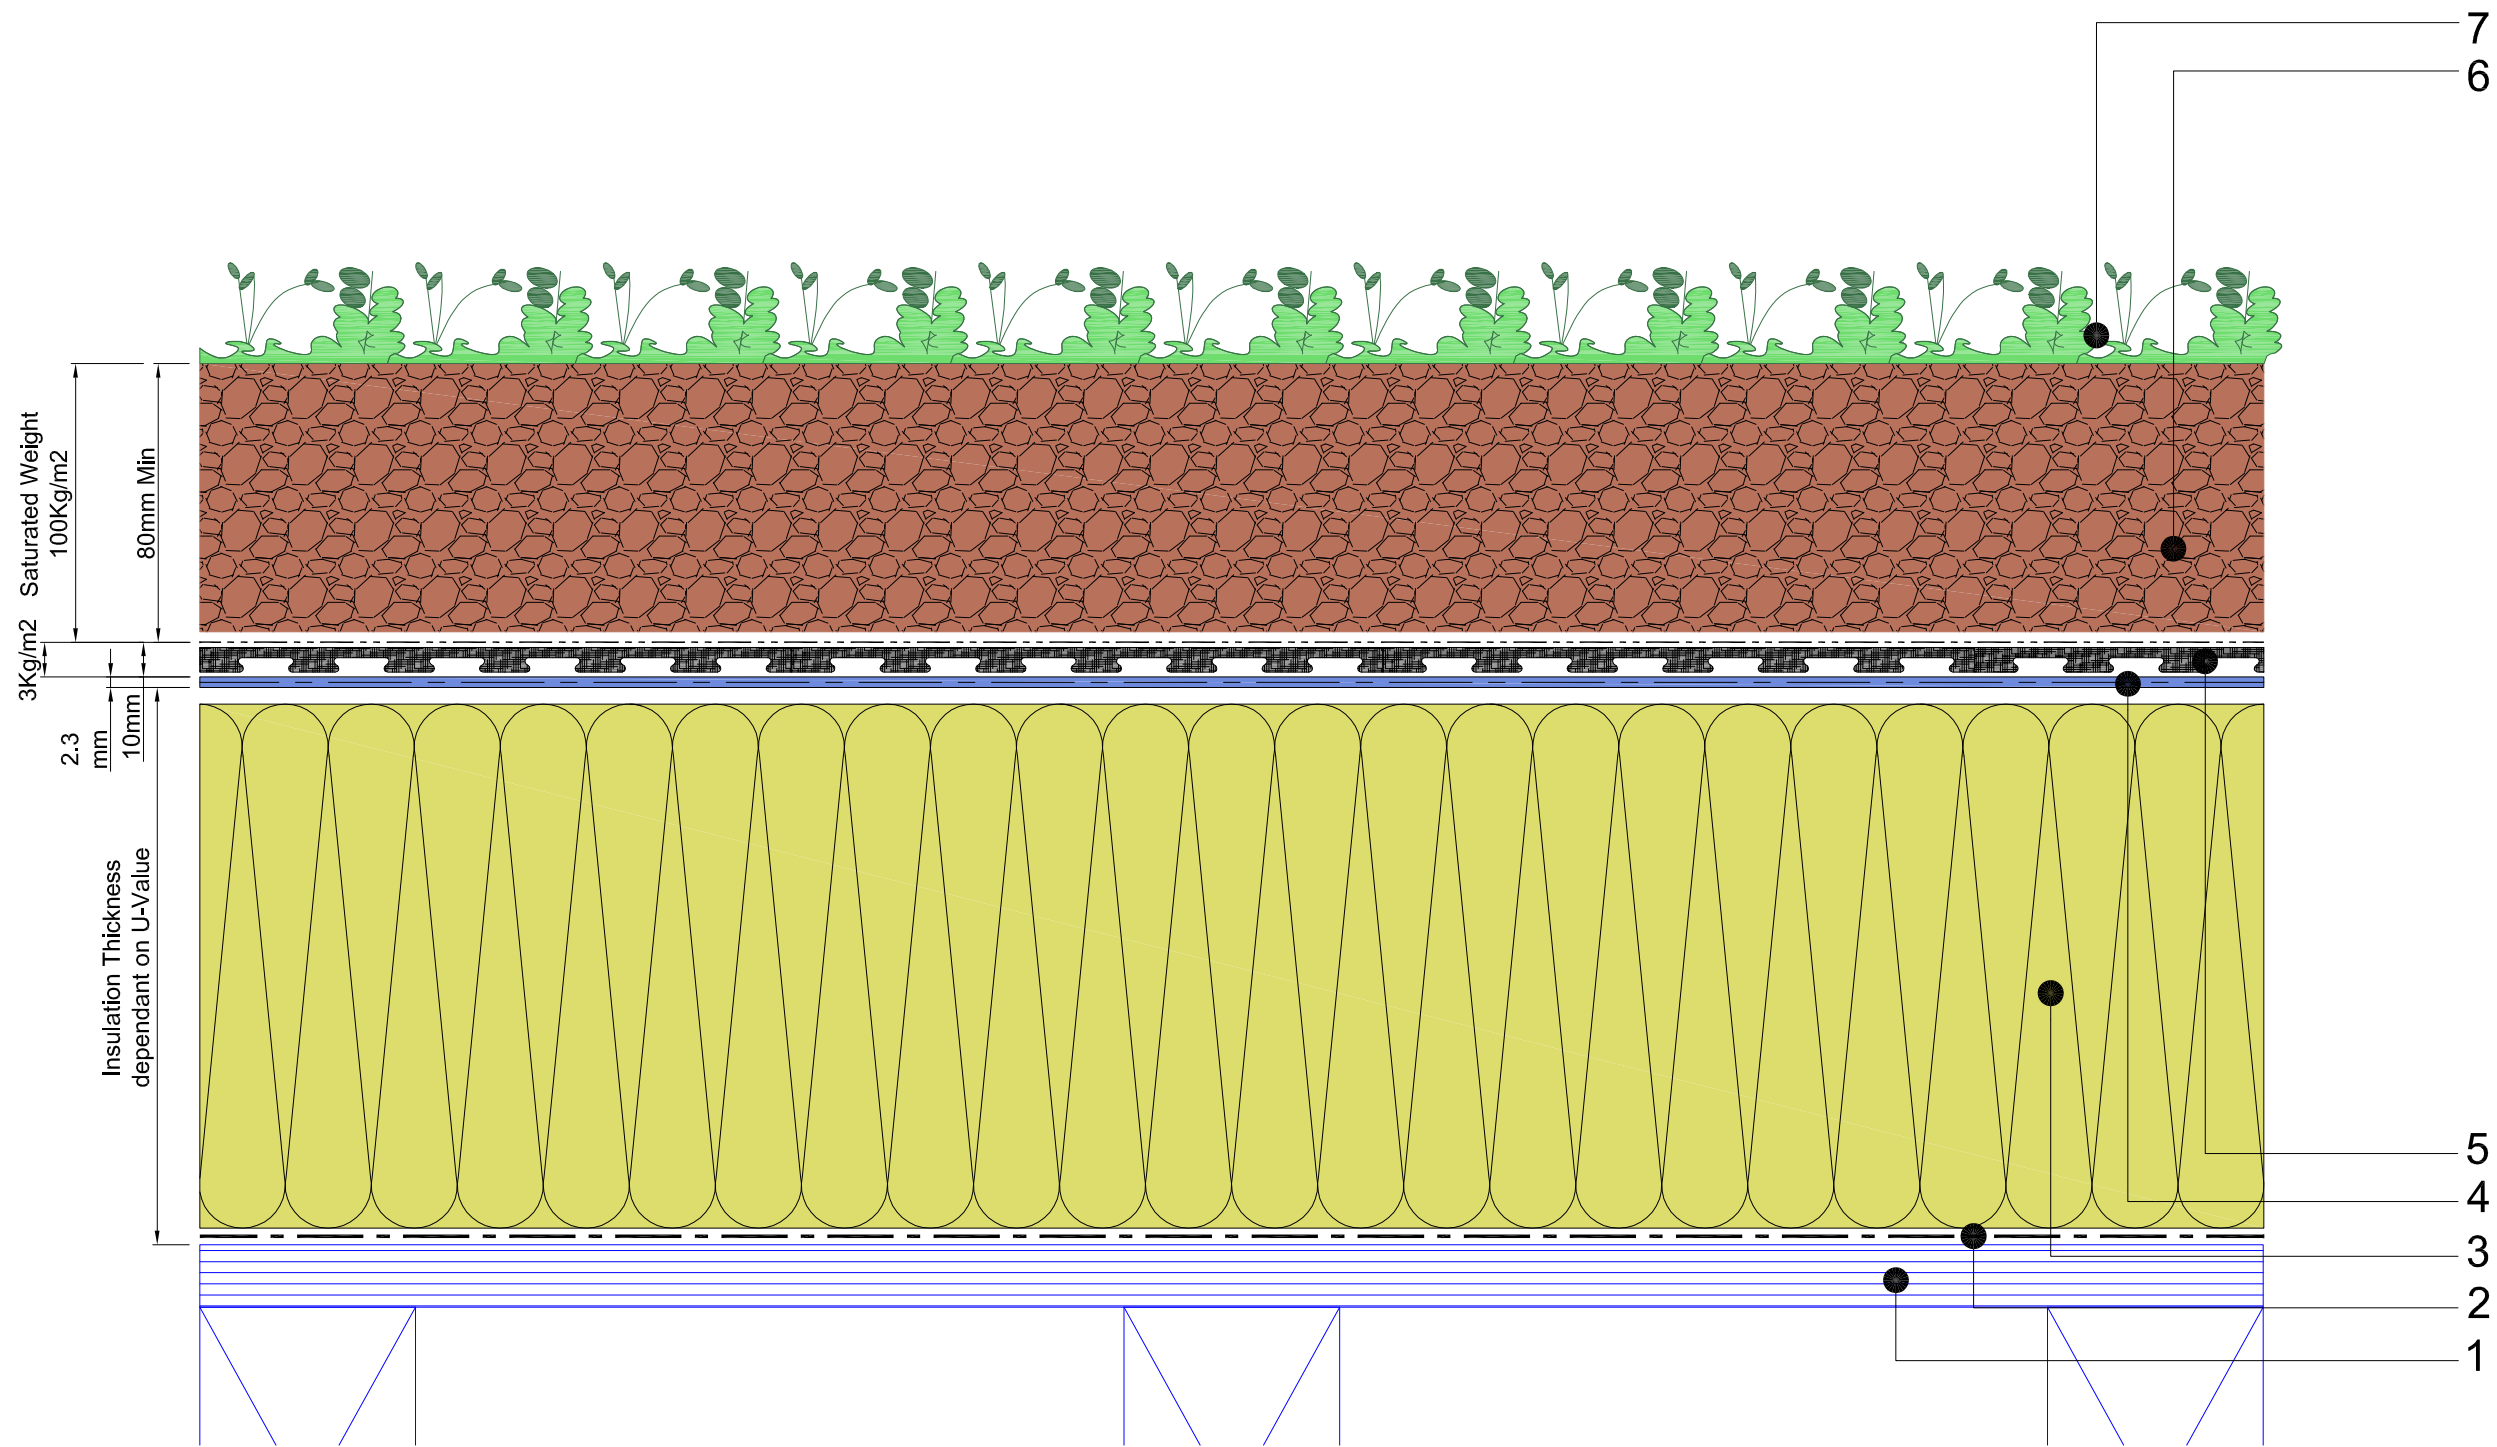 7
6
Saturated Weight
100Kg/m2
80mm Min
3Kg/m2
2.3
mm
10mm
Insulation Thickness
dependant on U-Value
5
4
3
2
1